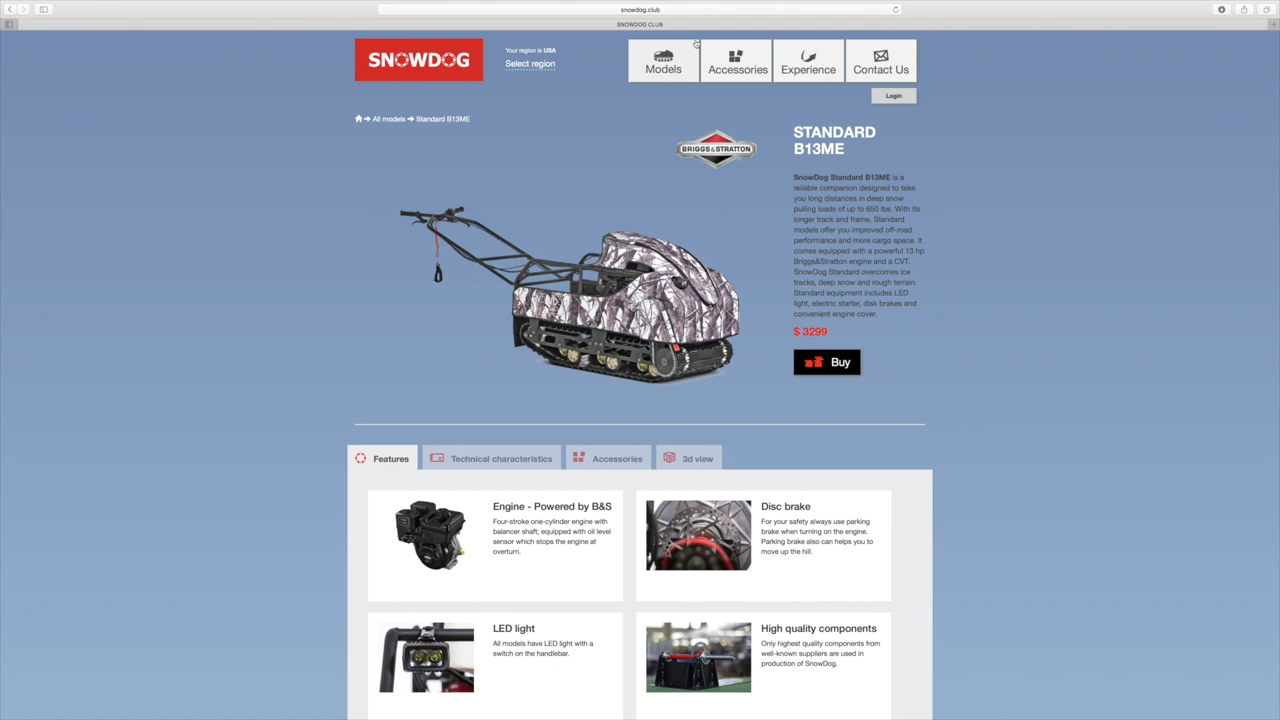 snowdog.club
SNOWDOG CLUB
SNOWDOG
Your region is USA
Select region
Models
Accessories
Experience
Contact Us
Login
All models
Standard B13ME
BRIGGS & STRATTON
STANDARD
B13ME
SnowDog Standard B13ME is a
reliable companion designed to take
you long distances in deep snow
pulling loads of up to 650 lbs. With its
longer track and frame, Standard
models offer you improved off-road
performance and more cargo space. It
comes equipped with a powerful 13 hp
Briggs&Stratton engine and a CVT.
SnowDog Standard overcomes ice
tracks, deep snow and rough terrain.
Standard equipment includes LED
light, electric starter, disk brakes and
convenient engine cover.
$ 3299
Buy
Features
Technical characteristics
Accessories
3d view
Engine - Powered by B&S
Four-stroke one-cylinder engine with
balancer shaft; equipped with oil level
sensor which stops the engine at
overturn.
Disc brake
For your safety always use parking
brake when turning on the engine.
Parking brake also can helps you to
move up the hill.
LED light
All models have LED light with a
switch on the handlebar.
High quality components
Only highest quality components from
well-known suppliers are used in
production of SnowDog.